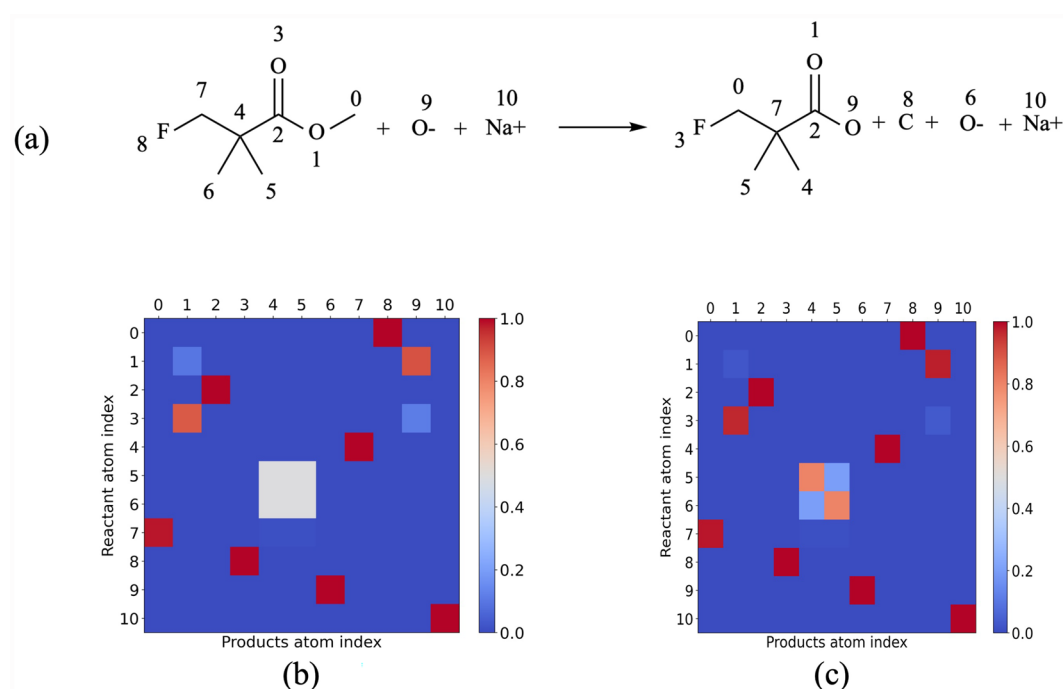 3 1
O O
7 0 9 10 0 8 6 10
4 7 9
(a) F O + O- + Na+ F O + C + O- + Na+
8 2 1 3 2
6 5 5 4
0 1 2 3 4 5 6 7 8 9 10
0 1 2 3 4 5 6 7 8 9 10
Reactant atom index
0
1
2
3
4
5
6
7
8
9
10
Products atom index
1.0
0.8
0.6
0.4
0.2
0.0
(b)
Reactant atom index
0
1
2
3
4
5
6
7
8
9
10
Products atom index
1.0
0.8
0.6
0.4
0.2
0.0
(c)